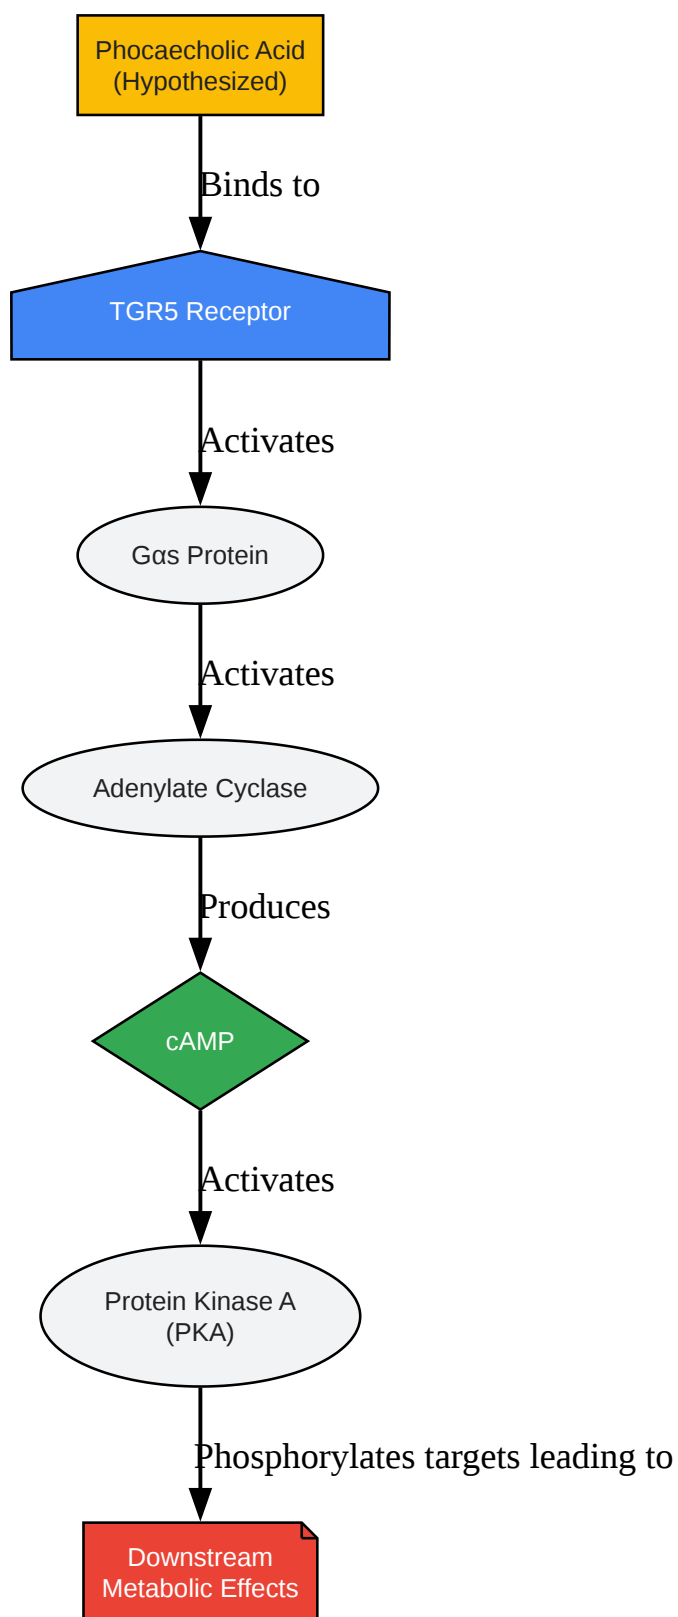 Phocaecholic Acid
(Hypothesized)
Binds to
TGR5 Receptor
Activates
Gαs Protein
Activates
Adenylate Cyclase
Produces
cAMP
Activates
Protein Kinase A
(PKA)
Phosphorylates targets leading to
Downstream
Metabolic Effects